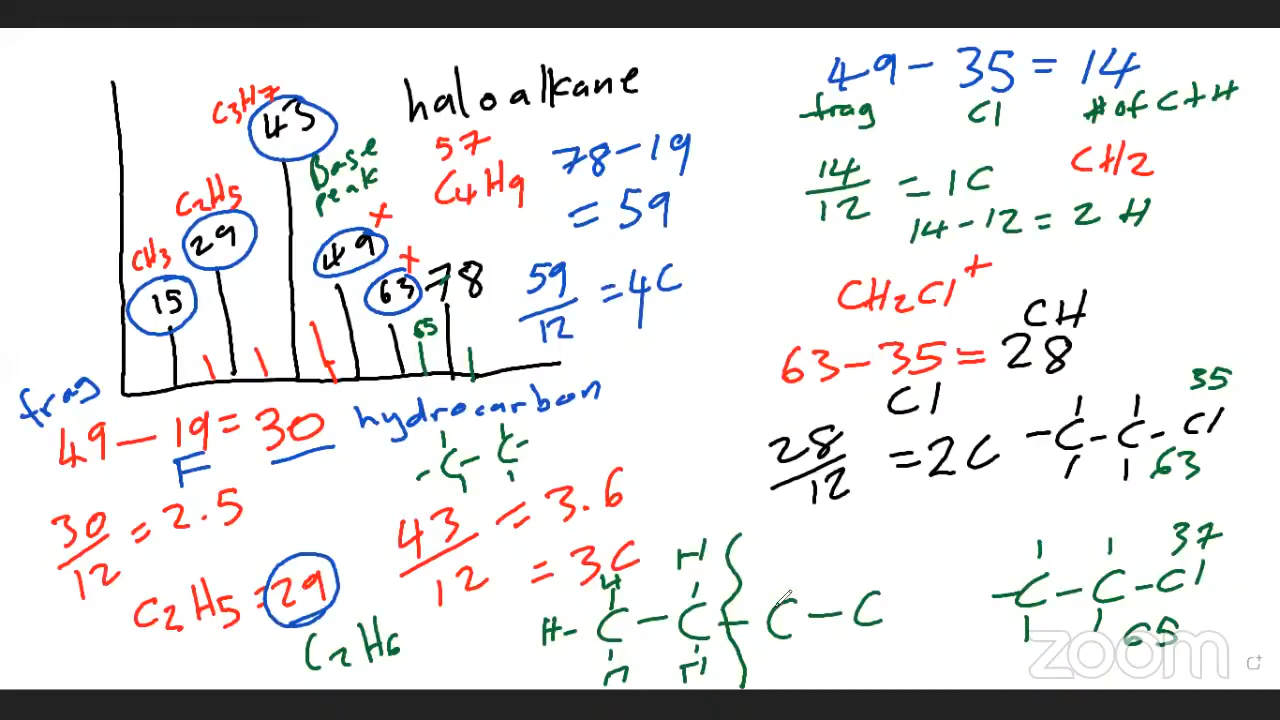 haloalkane
C3H7
43
Base
peak
C2H5
29
CH3
15
49
+
63
+
65
78
57
C4H9
78-19
= 59
59/12 = 4C
frag
49 - 19 = 30
F
hydrocarbon
30/12 = 2.5
C2H5 = 29
C2H6
C - C
43/12 = 3.6
= 3C
H
H - C - C - C - C
49 - 35 = 14
frag Cl # of C + H
CH2
14/12 = 1C
14-12 = 2 H
CH2Cl+
CH
63 - 35 = 28
Cl
28/12 = 2C
35
- C - C - Cl
63
37
- C - C - Cl
65
zoom